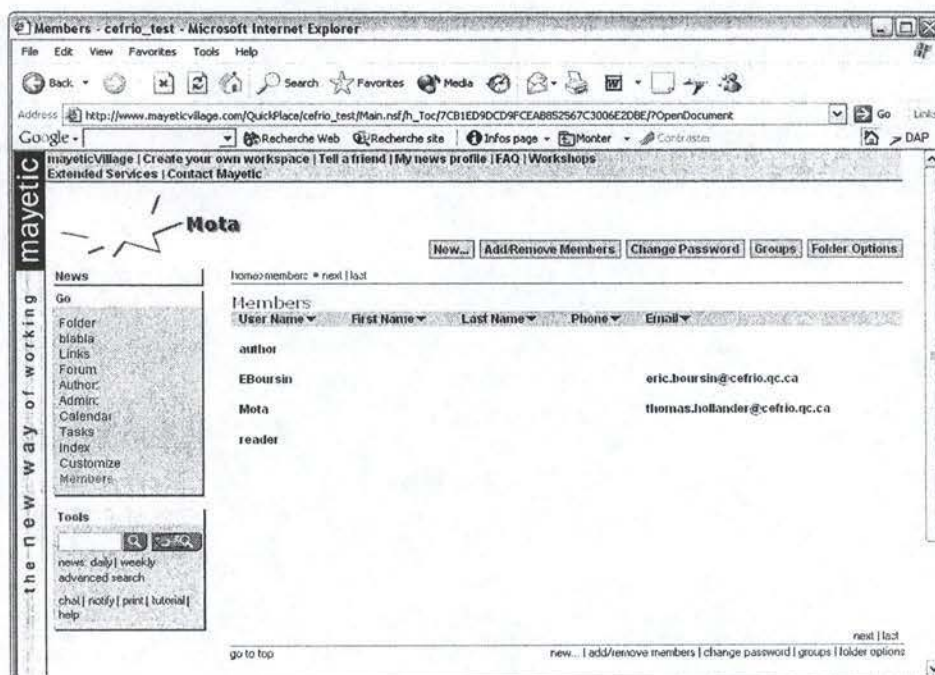 Members - cefrio_test - Microsoft Internet Explorer
File Edit View Favorites Tools Help
Back Search Favorites Media
Address http://www.mayeticvillage.com/QuickPlace/cefrio_test/Main.nsf/h_Toc/7CB1ED9DCD9FCEAB852567C3006E2DBE/?OpenDocument Go Links
Google Recherche Web Recherche site Infos page Monter Contraster DAP
mayetic
the new way of working
mayeticVillage | Create your own workspace | Tell a friend | My news profile | FAQ | Workshops
Extended Services | Contact Mayetic
Mota
New... Add/Remove Members Change Password Groups Folder Options
News
Go
Folder
blabla
Links
Forum
Author:
Admin:
Calendar
Tasks
Index
Customize
Members
Tools
news: daily | weekly
advanced search
chat | notify | print | tutorial |
help
home>members next | last
Members
User Name First Name Last Name Phone Email
author
EBoursin eric.boursin@cefrio.qc.ca
Mota thomas.hollander@cefrio.qc.ca
reader
next | last
go to top new... | add/remove members | change password | groups | folder options